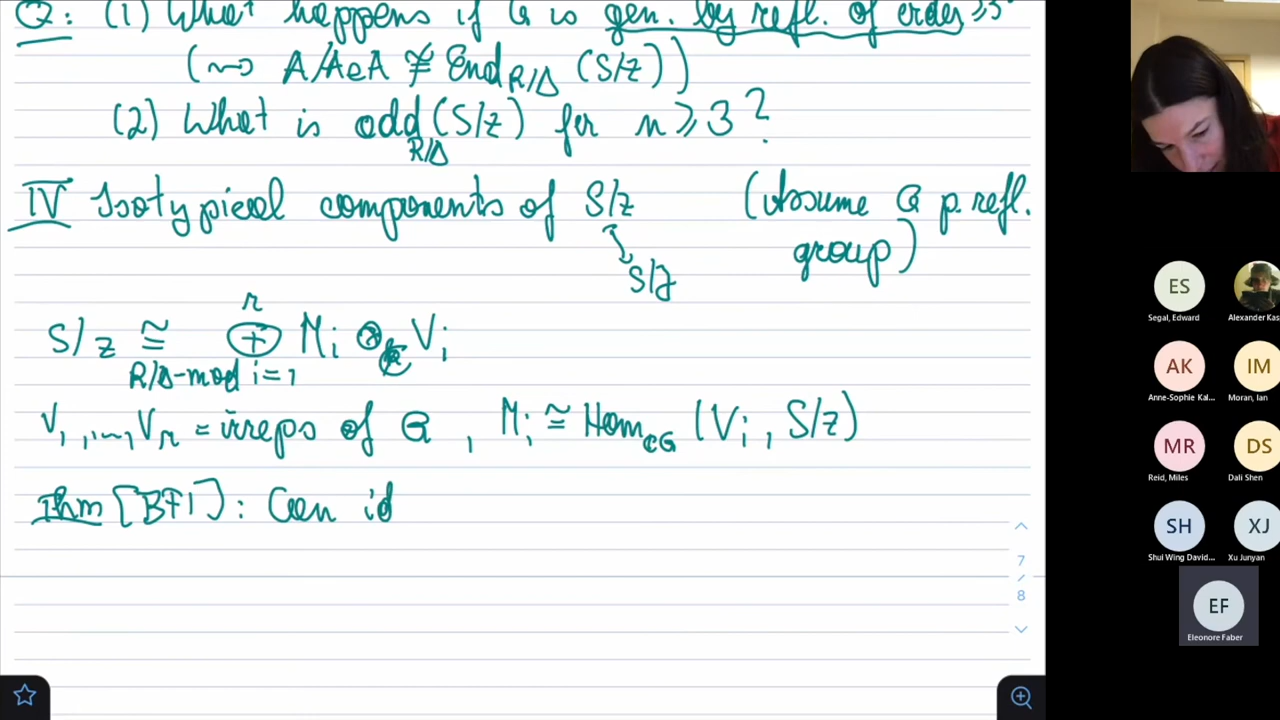 Q: (1) What happens if G is gen. by refl. of order ≥3
(⇝ A/AeA ≇ End_{R/Δ} (S/z))
(2) What is add_{R/Δ} (S/z) for n ≥ 3?
IV Isotypical components of S/z (Assume G p. refl. group)
S/z
S/z ≅_{R/Δ-mod} ⊕_{i=1}^{r} M_i ⊗_ℂ V_i
V_1, ..., V_r = irreps of G, M_i ≅ Hom_{ℂG} (V_i, S/z)
Thm [BFI]: Can id
7
8
ES
Segal, Edward
Alexander Kas
AK
Anne-Sophie Kal...
IM
Moran, Ian
MR
Reid, Miles
DS
Dali Shen
SH
Shui Wing David...
XJ
Xu Junyan
EF
Eleonore Faber